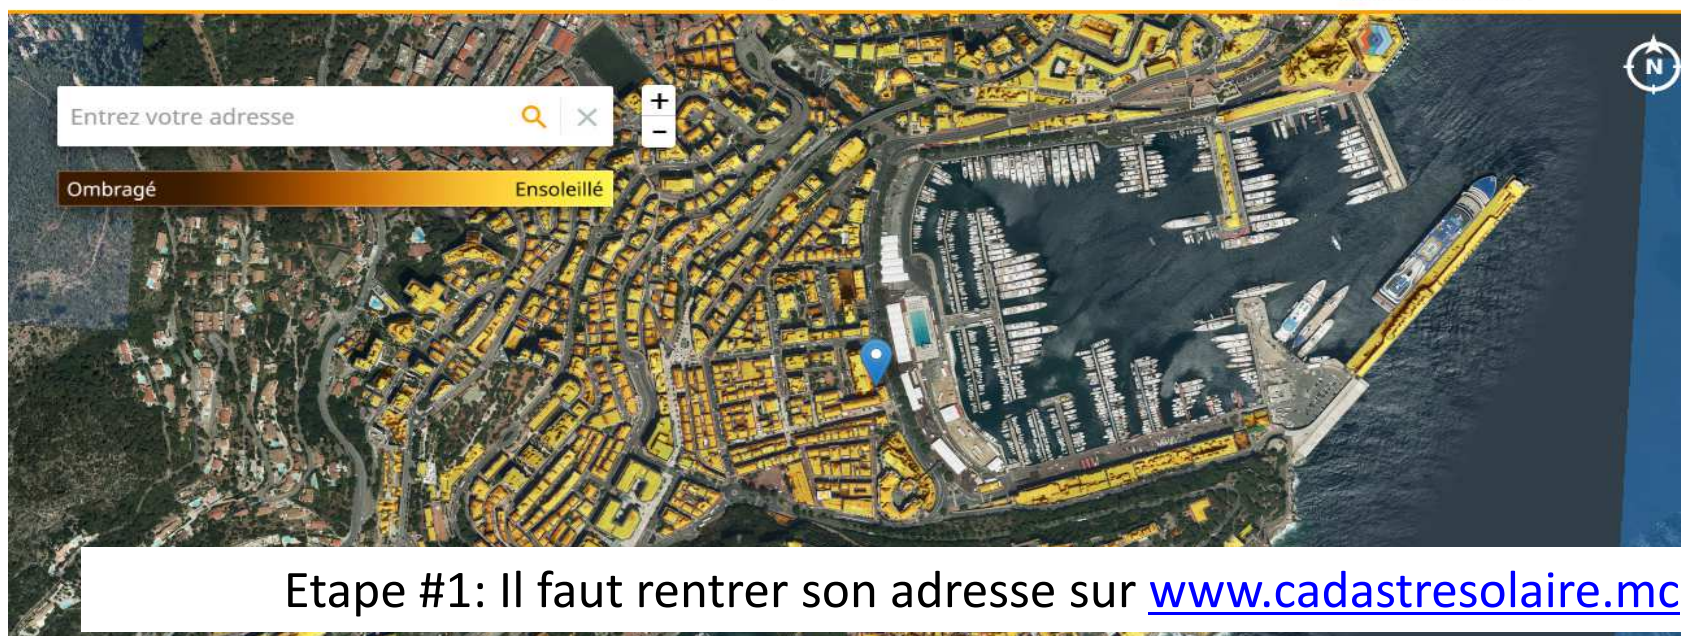 Entrez votre adresse
+
−
Ombragé Ensoleillé
N
Etape #1: Il faut rentrer son adresse sur www.cadastresolaire.mc